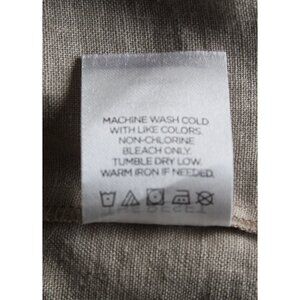 MACHINE WASH COLD
WITH LIKE COLORS.
NON-CHLORINE
BLEACH ONLY.
TUMBLE DRY LOW.
WARM IRON IF NEEDED.